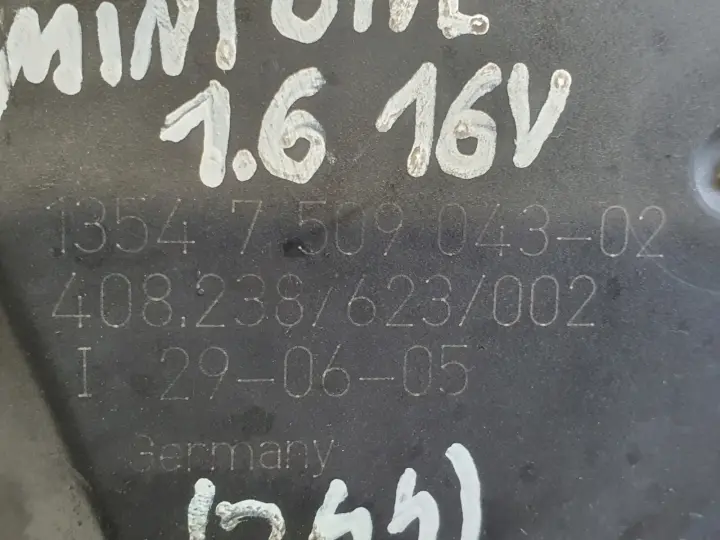 MINI ONE
1.6 16V
1354 7 509 043-02
408.238/623/002
I 29-06-05
Germany